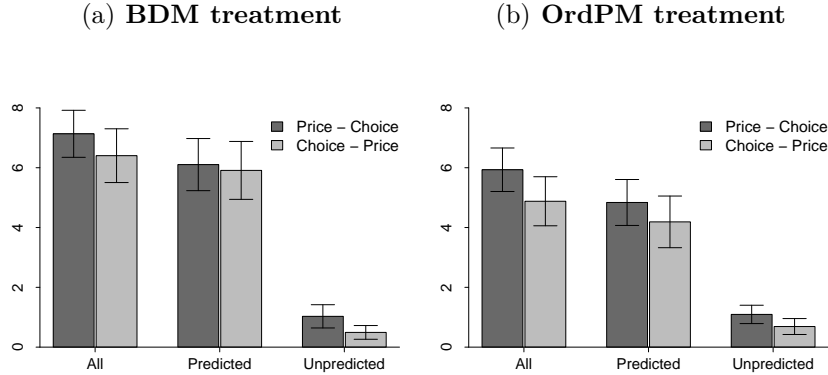 (a) BDM treatment
8
6
4
2
0
Price − Choice
Choice − Price
All
Predicted
Unpredicted
(b) OrdPM treatment
8
6
4
2
0
Price − Choice
Choice − Price
All
Predicted
Unpredicted